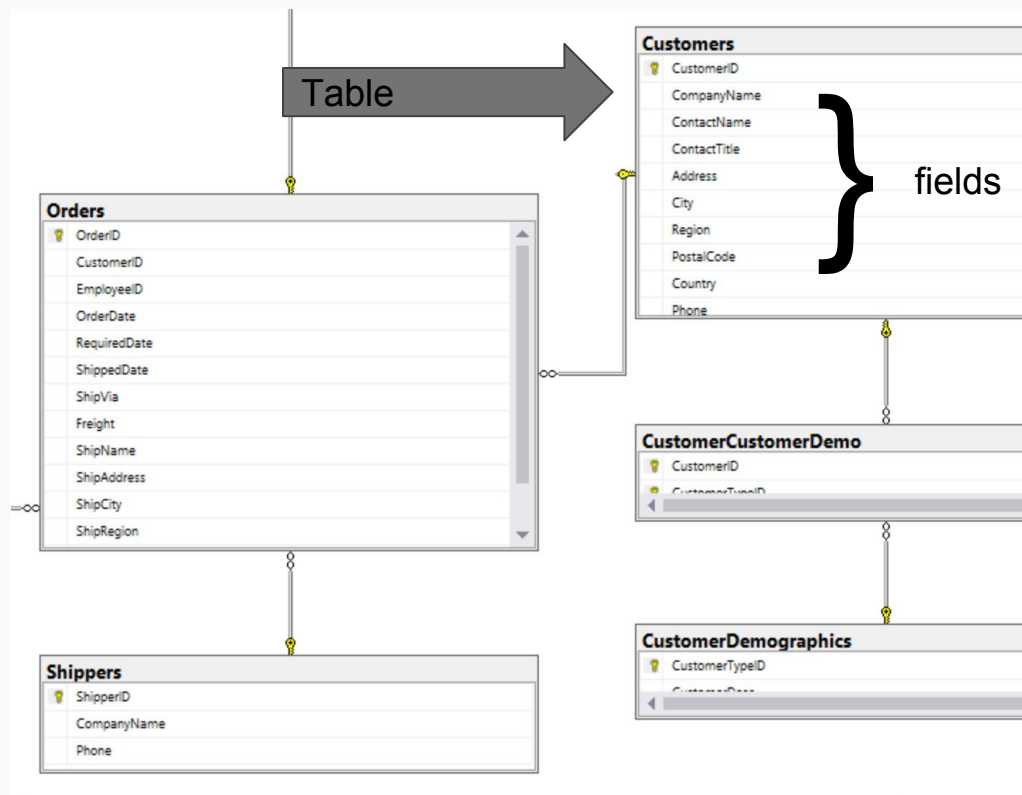 Table
Customers
CustomerID
CompanyName
ContactName
ContactTitle
Address
City
Region
PostalCode
Country
Phone
fields
Orders
OrderID
CustomerID
EmployeeID
OrderDate
RequiredDate
ShippedDate
ShipVia
Freight
ShipName
ShipAddress
ShipCity
ShipRegion
CustomerCustomerDemo
CustomerID
CustomerTypeID
CustomerDemographics
CustomerTypeID
Shippers
ShipperID
CompanyName
Phone